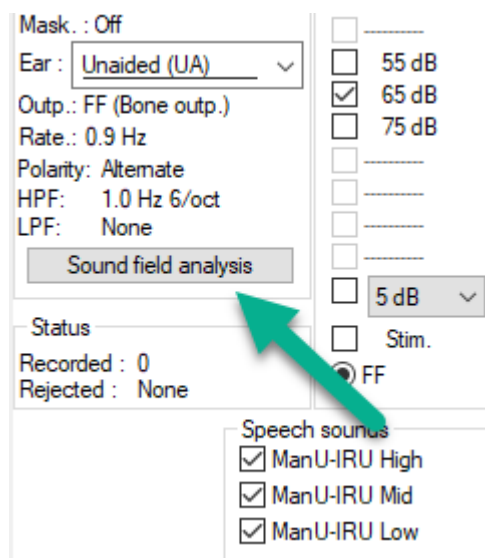 Mask. : Off
Ear : Unaided (UA)
Outp.: FF (Bone outp.)
Rate.: 0.9 Hz
Polarity: Alternate
HPF: 1.0 Hz 6/oct
LPF: None
Sound field analysis
Status
Recorded : 0
Rejected : None
----------
55 dB
65 dB
75 dB
----------
----------
----------
----------
5 dB
Stim.
FF
Speech sounds
ManU-IRU High
ManU-IRU Mid
ManU-IRU Low